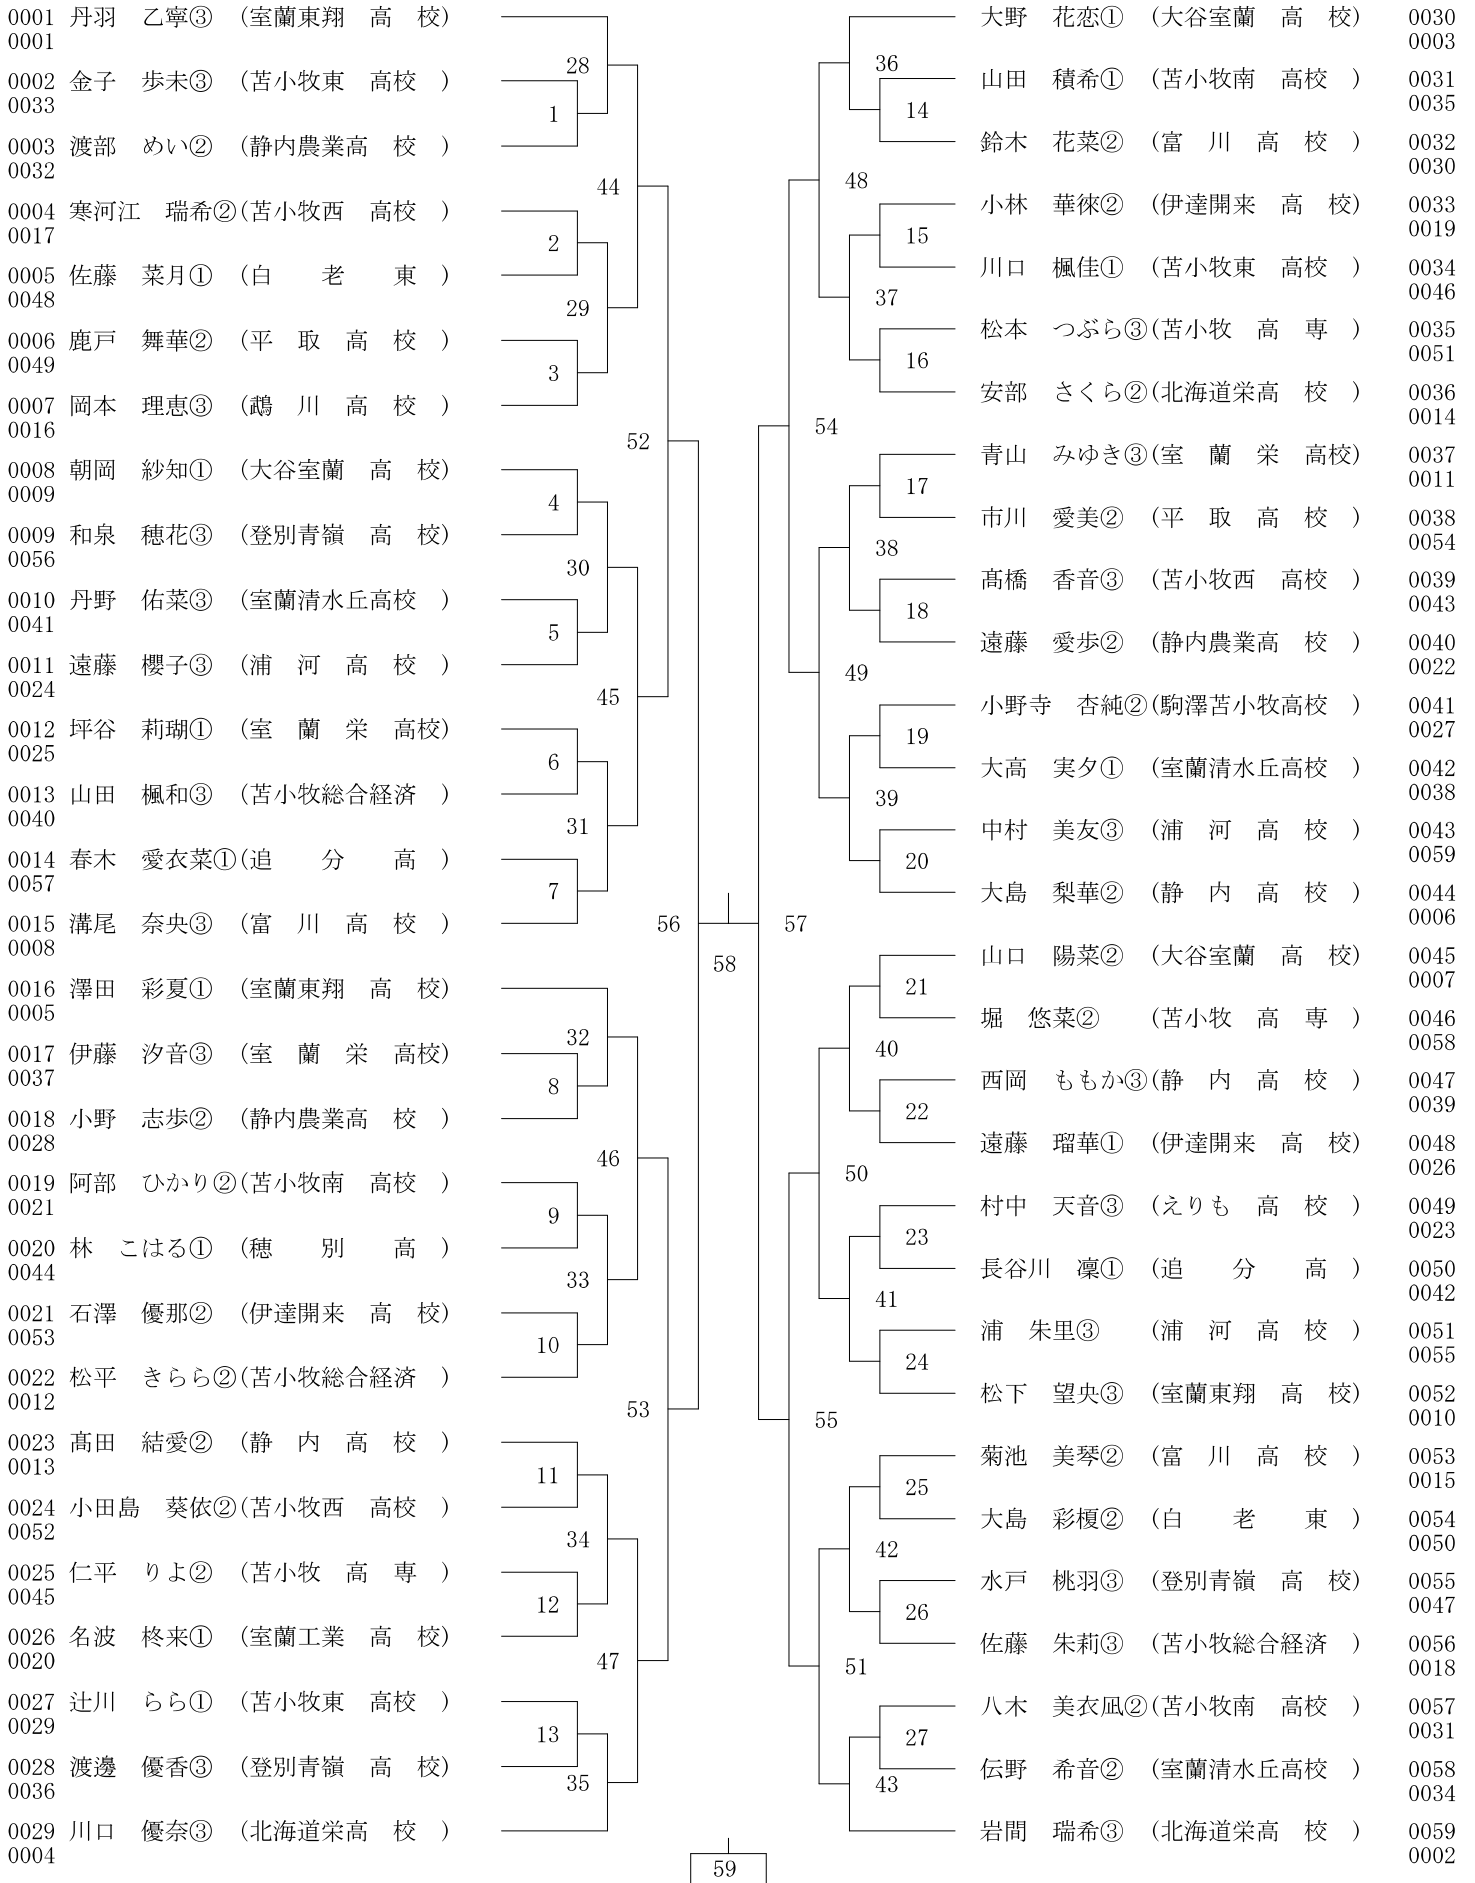 0001 丹羽　乙寧③　(室蘭東翔　高　校)
0001
28
0002 金子　歩未③　(苫小牧東　高校　)
0033
1
0003 渡部　めい②　(静内農業高　校　)
0032
44
0004 寒河江　瑞希②(苫小牧西　高校　)
0017
2
0005 佐藤　菜月①　(白　　老　　東　)
0048
29
0006 鹿戸　舞華②　(平　取　高　校　)
0049
3
0007 岡本　理恵③　(鵡　川　高　校　)
0016
52
0008 朝岡　紗知①　(大谷室蘭　高　校)
0009
4
0009 和泉　穂花③　(登別青嶺　高　校)
0056
30
0010 丹野　佑菜③　(室蘭清水丘高校　)
0041
5
0011 遠藤　櫻子③　(浦　河　高　校　)
0024
45
0012 坪谷　莉瑚①　(室　蘭　栄　高校)
0025
6
0013 山田　楓和③　(苫小牧総合経済　)
0040
31
0014 春木　愛衣菜①(追　　分　　高　)
0057
7
0015 溝尾　奈央③　(富　川　高　校　)
0008
56
58
0016 澤田　彩夏①　(室蘭東翔　高　校)
0005
32
0017 伊藤　汐音③　(室　蘭　栄　高校)
0037
8
0018 小野　志歩②　(静内農業高　校　)
0028
46
0019 阿部　ひかり②(苫小牧南　高校　)
0021
9
0020 林　こはる①　(穂　　別　　高　)
0044
33
0021 石澤　優那②　(伊達開来　高　校)
0053
10
0022 松平　きらら②(苫小牧総合経済　)
0012
53
0023 髙田　結愛②　(静　内　高　校　)
0013
11
0024 小田島　葵依②(苫小牧西　高校　)
0052
34
0025 仁平　りよ②　(苫小牧　高　専　)
0045
12
0026 名波　柊来①　(室蘭工業　高　校)
0020
47
0027 辻川　らら①　(苫小牧東　高校　)
0029
13
0028 渡邊　優香③　(登別青嶺　高　校)
0036
35
0029 川口　優奈③　(北海道栄高　校　)
0004
大野　花恋①　(大谷室蘭　高　校)　0030
0003
36
山田　積希①　(苫小牧南　高校　)　0031
0035
14
鈴木　花菜②　(富　川　高　校　)　0032
0030
48
小林　華徠②　(伊達開来　高　校)　0033
0019
15
川口　楓佳①　(苫小牧東　高校　)　0034
0046
37
松本　つぶら③(苫小牧　高　専　)　0035
0051
16
安部　さくら②(北海道栄高　校　)　0036
0014
54
青山　みゆき③(室　蘭　栄　高校)　0037
0011
17
市川　愛美②　(平　取　高　校　)　0038
0054
38
髙橋　香音③　(苫小牧西　高校　)　0039
0043
18
遠藤　愛歩②　(静内農業高　校　)　0040
0022
49
小野寺　杏純②(駒澤苫小牧高校　)　0041
0027
19
大高　実夕①　(室蘭清水丘高校　)　0042
0038
39
中村　美友③　(浦　河　高　校　)　0043
0059
20
大島　梨華②　(静　内　高　校　)　0044
0006
57
山口　陽菜②　(大谷室蘭　高　校)　0045
0007
21
堀　悠菜②　　(苫小牧　高　専　)　0046
0058
40
西岡　ももか③(静　内　高　校　)　0047
0039
22
遠藤　瑠華①　(伊達開来　高　校)　0048
0026
50
村中　天音③　(えりも　高　校　)　0049
0023
23
長谷川　凜①　(追　　分　　高　)　0050
0042
41
浦　朱里③　　(浦　河　高　校　)　0051
0055
24
松下　望央③　(室蘭東翔　高　校)　0052
0010
55
菊池　美琴②　(富　川　高　校　)　0053
0015
25
大島　彩榎②　(白　　老　　東　)　0054
0050
42
水戸　桃羽③　(登別青嶺　高　校)　0055
0047
26
佐藤　朱莉③　(苫小牧総合経済　)　0056
0018
51
八木　美衣凪②(苫小牧南　高校　)　0057
0031
27
伝野　希音②　(室蘭清水丘高校　)　0058
0034
43
岩間　瑞希③　(北海道栄高　校　)　0059
0002
59